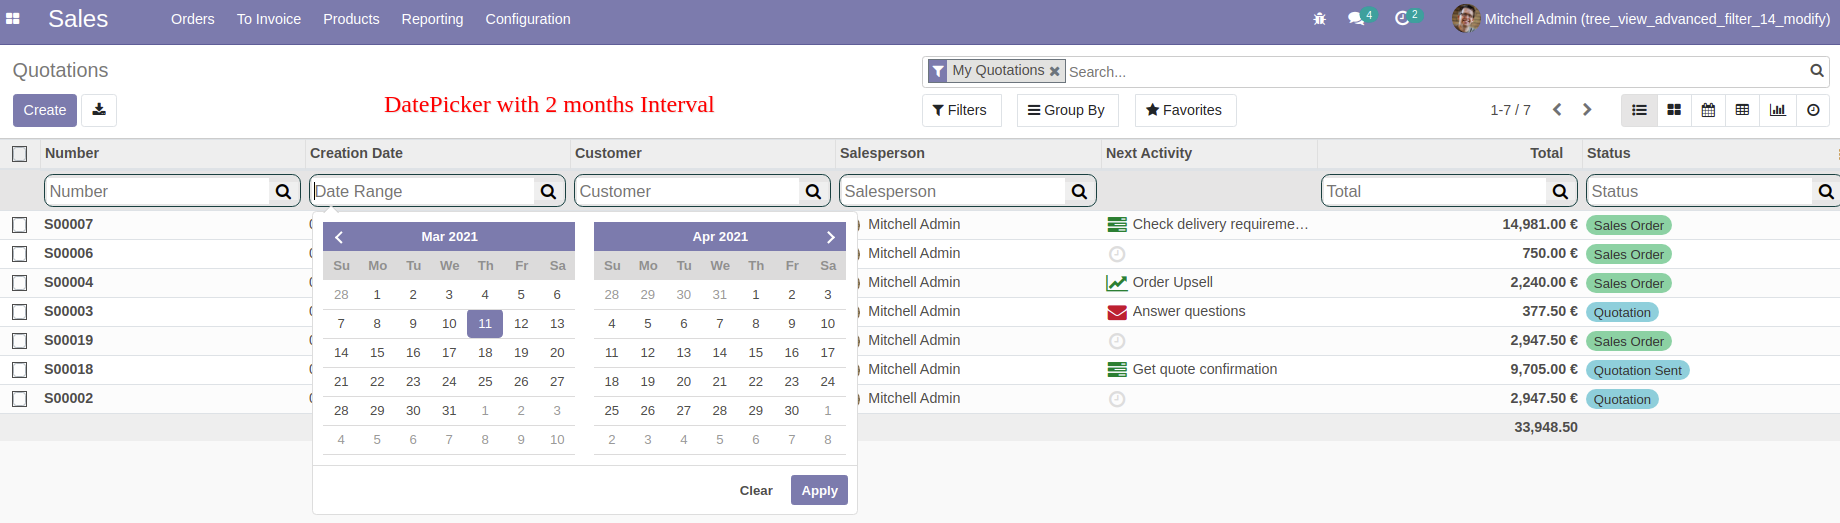 Sales Orders To Invoice Products Reporting Configuration 4 2 Mitchell Admin (tree_view_advanced_filter_14_modify)
Quotations My Quotations Search...
Create DatePicker with 2 months Interval Filters Group By Favorites 1-7 / 7
Number Creation Date Customer Salesperson Next Activity Total Status
Number Date Range Customer Salesperson Total Status
S00007 Mitchell Admin Check delivery requireme… 14,981.00 € Sales Order
Mar 2021 Apr 2021
S00006 Mitchell Admin 750.00 € Sales Order
Su Mo Tu We Th Fr Sa Su Mo Tu We Th Fr Sa
S00004 Mitchell Admin Order Upsell 2,240.00 € Sales Order
28 1 2 3 4 5 6 28 29 30 31 1 2 3
S00003 Mitchell Admin Answer questions 377.50 € Quotation
7 8 9 10 11 12 13 4 5 6 7 8 9 10
S00019 Mitchell Admin 2,947.50 € Sales Order
14 15 16 17 18 19 20 11 12 13 14 15 16 17
S00018 Mitchell Admin Get quote confirmation 9,705.00 € Quotation Sent
21 22 23 24 25 26 27 18 19 20 21 22 23 24
S00002 Mitchell Admin 2,947.50 € Quotation
28 29 30 31 1 2 3 25 26 27 28 29 30 1
33,948.50
4 5 6 7 8 9 10 2 3 4 5 6 7 8
Clear Apply